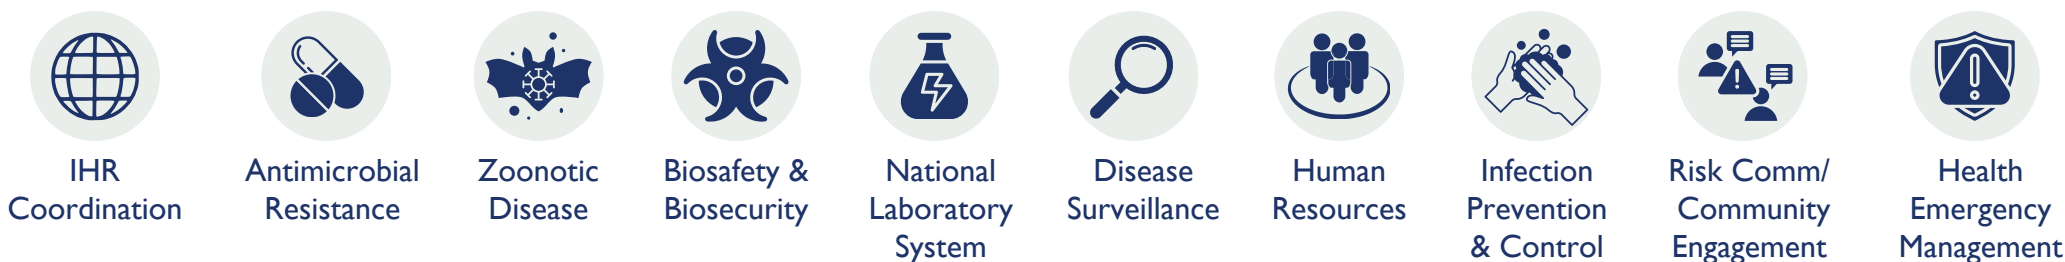 IHR
Coordination
Antimicrobial
Resistance
Zoonotic
Disease
Biosafety &
Biosecurity
National
Laboratory
System
Disease
Surveillance
Human
Resources
Infection
Prevention
& Control
Risk Comm/
Community
Engagement
Health
Emergency
Management